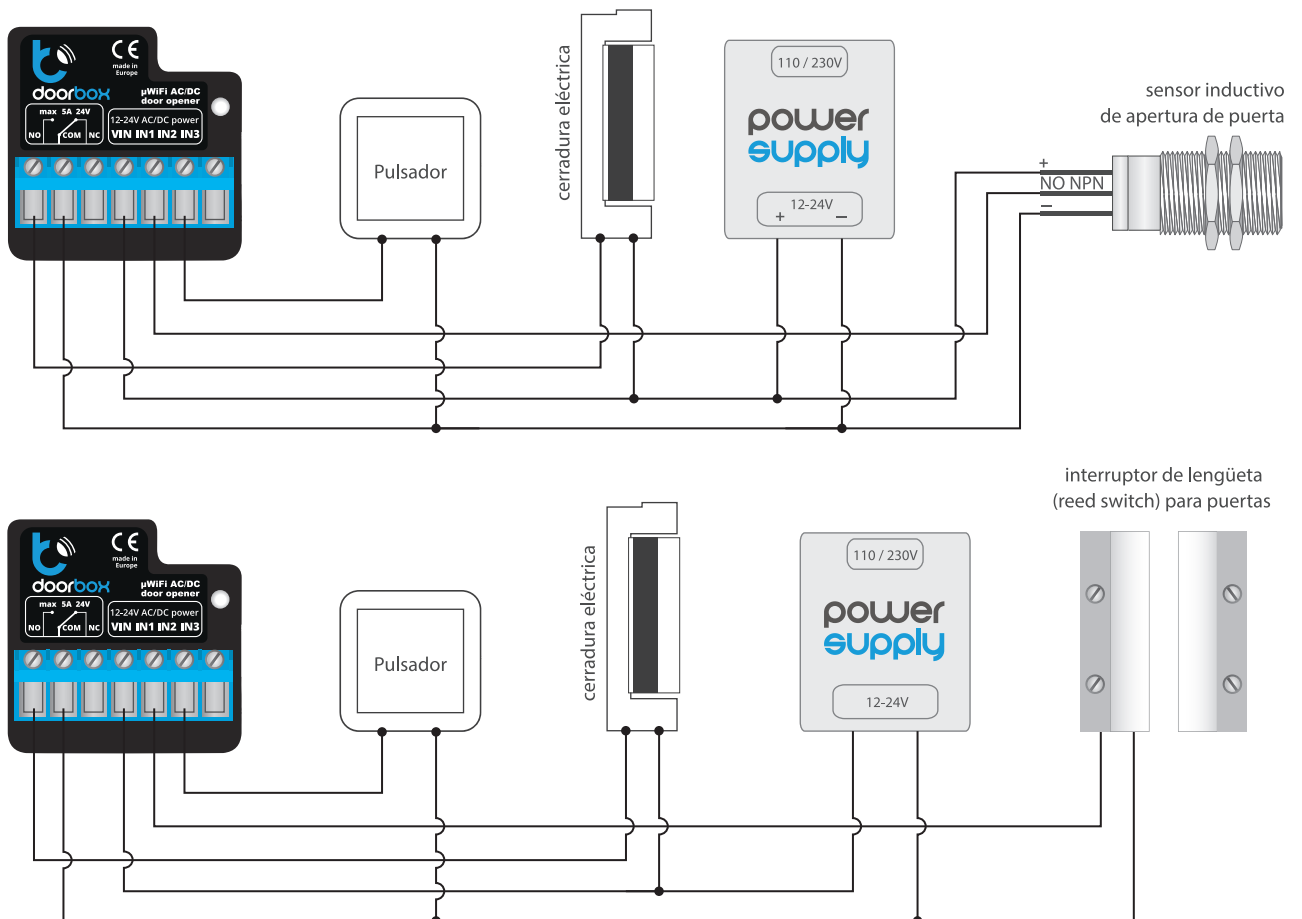 CE
made in
Europe
doorbox
µWiFi AC/DC
door opener
max 5A 24V
NO COM NC
12-24V AC/DC power
VIN IN1 IN2 IN3
Pulsador
cerradura eléctrica
110 / 230V
power
supply
12-24V
+ −
sensor inductivo
de apertura de puerta
+
NO NPN
−
CE
made in
Europe
doorbox
µWiFi AC/DC
door opener
max 5A 24V
NO COM NC
12-24V AC/DC power
VIN IN1 IN2 IN3
Pulsador
cerradura eléctrica
110 / 230V
power
supply
12-24V
interruptor de lengüeta
(reed switch) para puertas